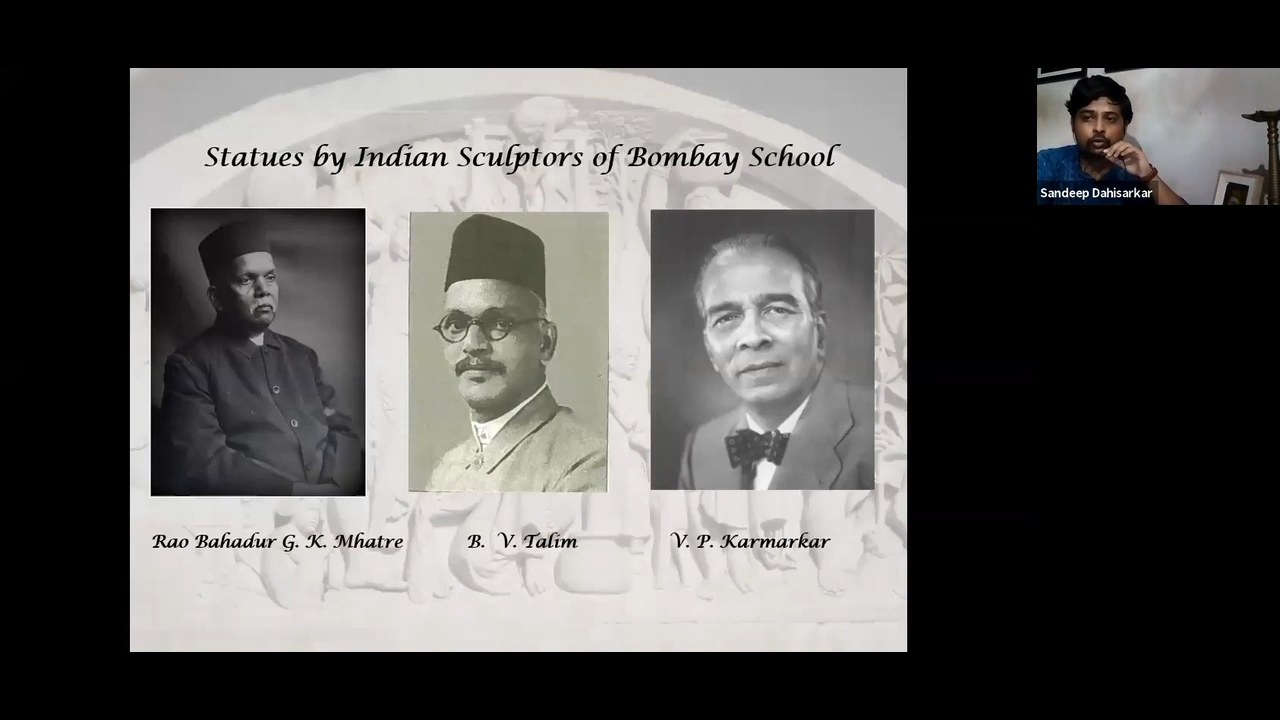 Statues by Indian Sculptors of Bombay School
Sandeep Dahisarkar
Rao Bahadur G. K. Mhatre
B. V. Talim
V. P. Karmarkar